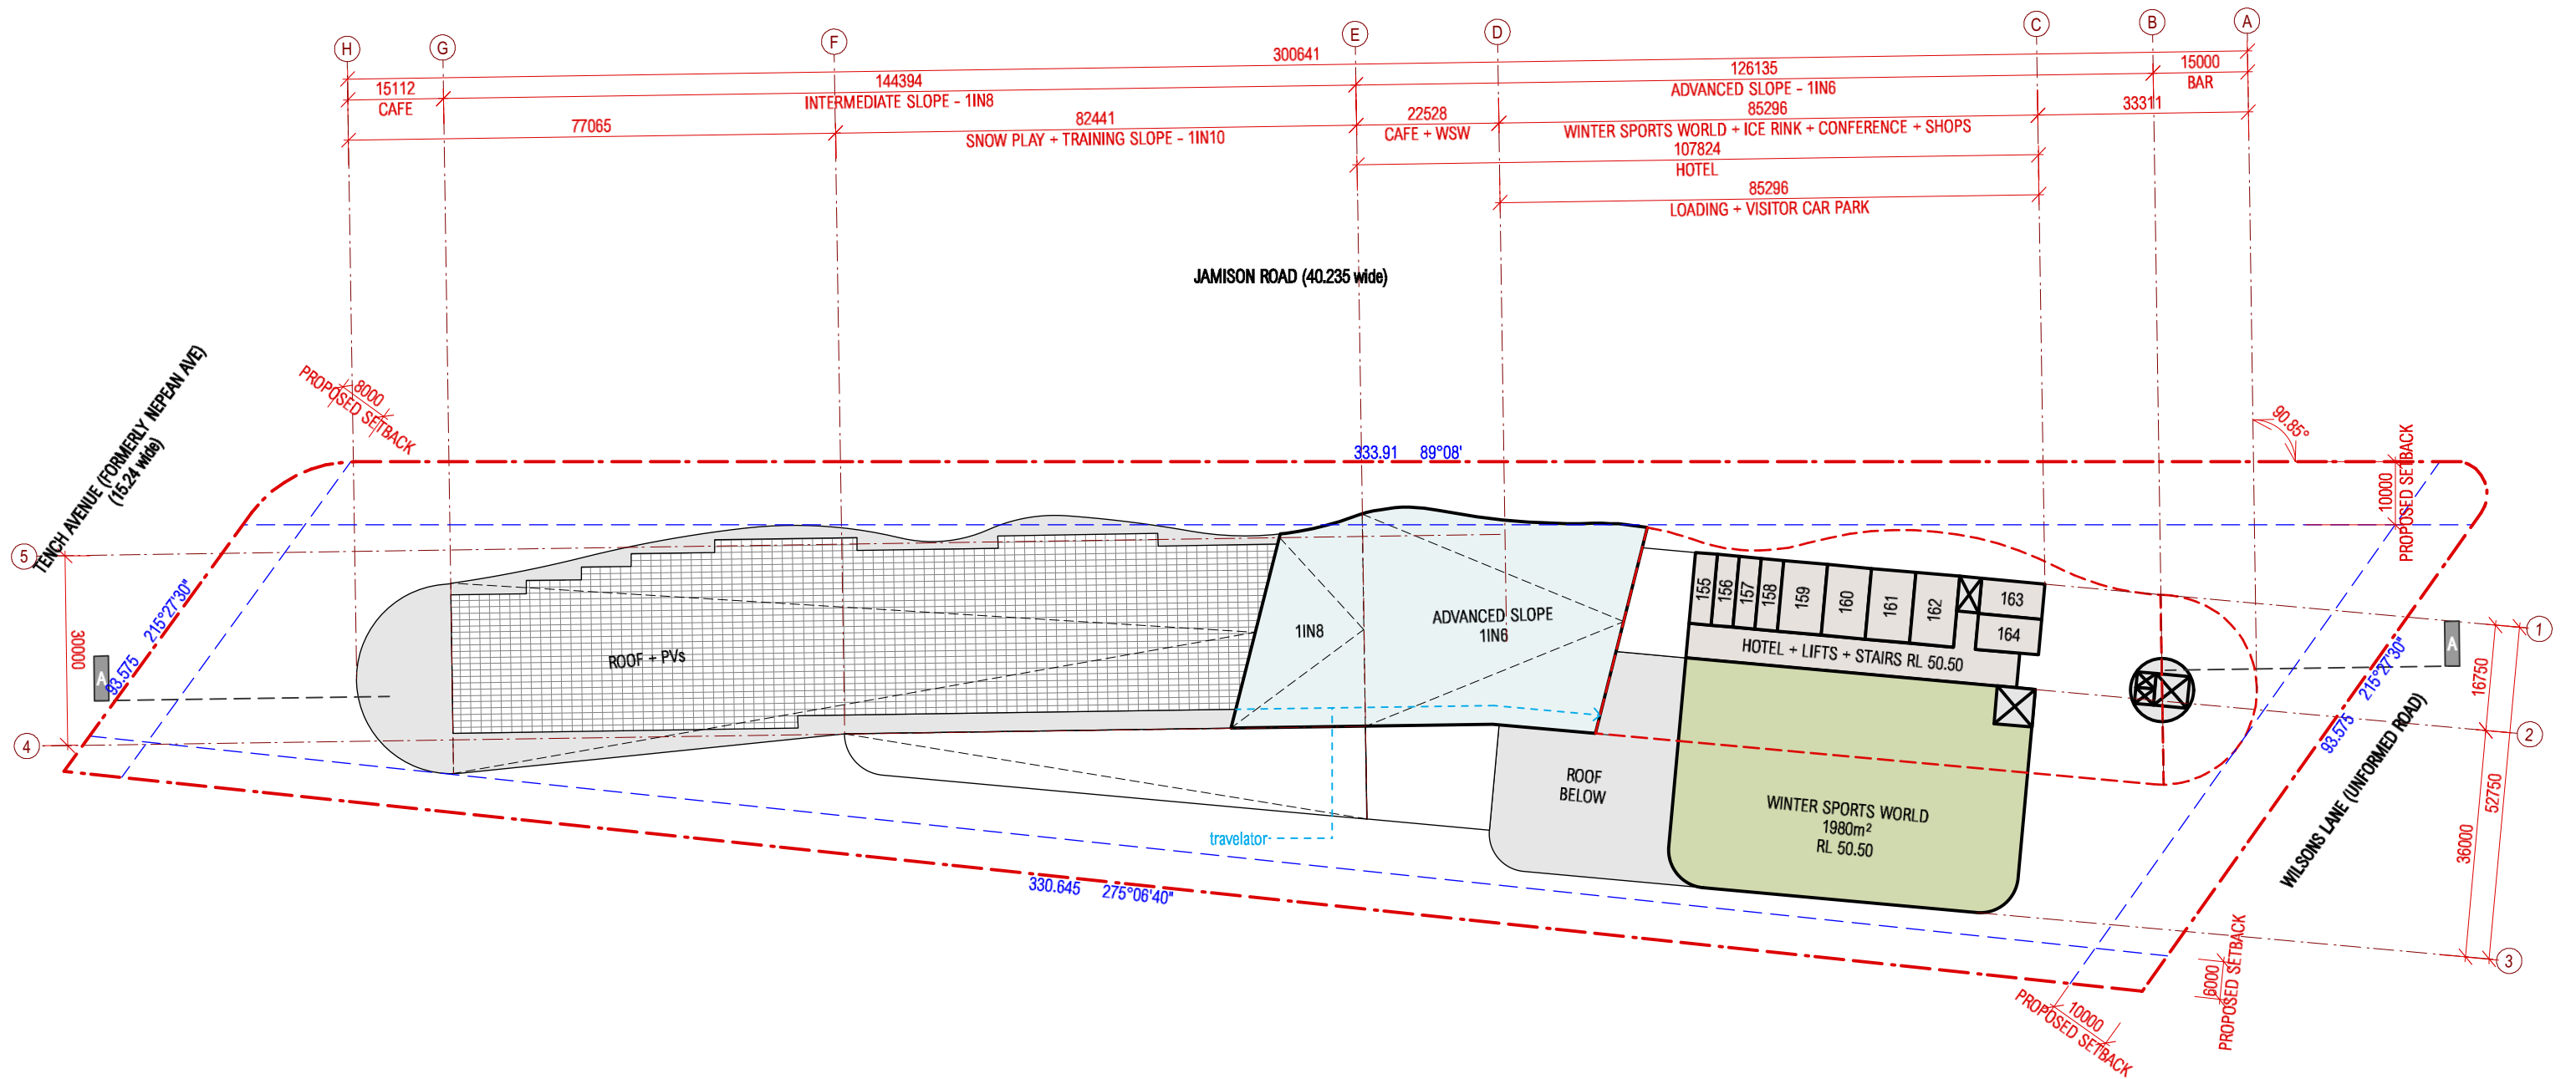 H
G
F
E
D
C
B
A
300641
15112
144394
126135
15000
CAFE
INTERMEDIATE SLOPE - 1IN8
ADVANCED SLOPE - 1IN6
BAR
77065
82441
22528
85296
33311
SNOW PLAY + TRAINING SLOPE - 1IN10
CAFE + WSW
WINTER SPORTS WORLD + ICE RINK + CONFERENCE + SHOPS
107824
HOTEL
85296
LOADING + VISITOR CAR PARK
JAMISON ROAD (40.235 wide)
TENCH AVENUE (FORMERLY NEPEAN AVE)
(15.24 wide)
8000
PROPOSED SETBACK
333.91 89°08'
90.85°
10000
PROPOSED SETBACK
5
4
30000
93.575 215°27'30"
A
ROOF + PVs
1IN8
ADVANCED SLOPE
1IN6
155
156
157
158
159
160
161
162
163
164
HOTEL + LIFTS + STAIRS RL 50.50
ROOF
BELOW
WINTER SPORTS WORLD
1980m²
RL 50.50
travelator
330.645 275°06'40"
A
93.575 215°27'30"
WILSONS LANE (UNFORMED ROAD)
1
2
3
16750
36000
52750
6000
PROPOSED SETBACK
10000
PROPOSED SETBACK